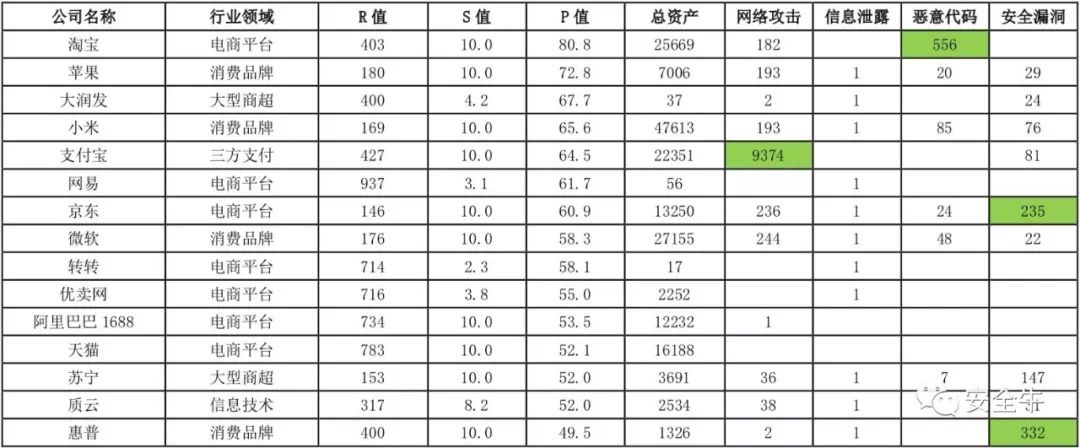 公司名称 行业领域 R 值 S 值 P 值 总资产 网络攻击 信息泄露 恶意代码 安全漏洞
淘宝 电商平台 403 10.0 80.8 25669 182 556
苹果 消费品牌 180 10.0 72.8 7006 193 1 20 29
大润发 大型商超 400 4.2 67.7 37 2 1 24
小米 消费品牌 169 10.0 65.6 47613 193 1 85 76
支付宝 三方支付 427 10.0 64.5 22351 9374 81
网易 电商平台 937 3.1 61.7 56 1
京东 电商平台 146 10.0 60.9 13250 236 1 24 235
微软 消费品牌 176 10.0 58.3 27155 244 1 48 22
转转 电商平台 714 2.3 58.1 17 1
优卖网 电商平台 716 3.8 55.0 2252 1
阿里巴巴 1688 电商平台 734 10.0 53.5 12232 1
天猫 电商平台 783 10.0 52.1 16188
苏宁 大型商超 153 10.0 52.0 3691 36 1 7 147
质云 信息技术 317 8.2 52.0 2534 38 1
惠普 消费品牌 400 10.0 49.5 1326 2 1 332
安全牛